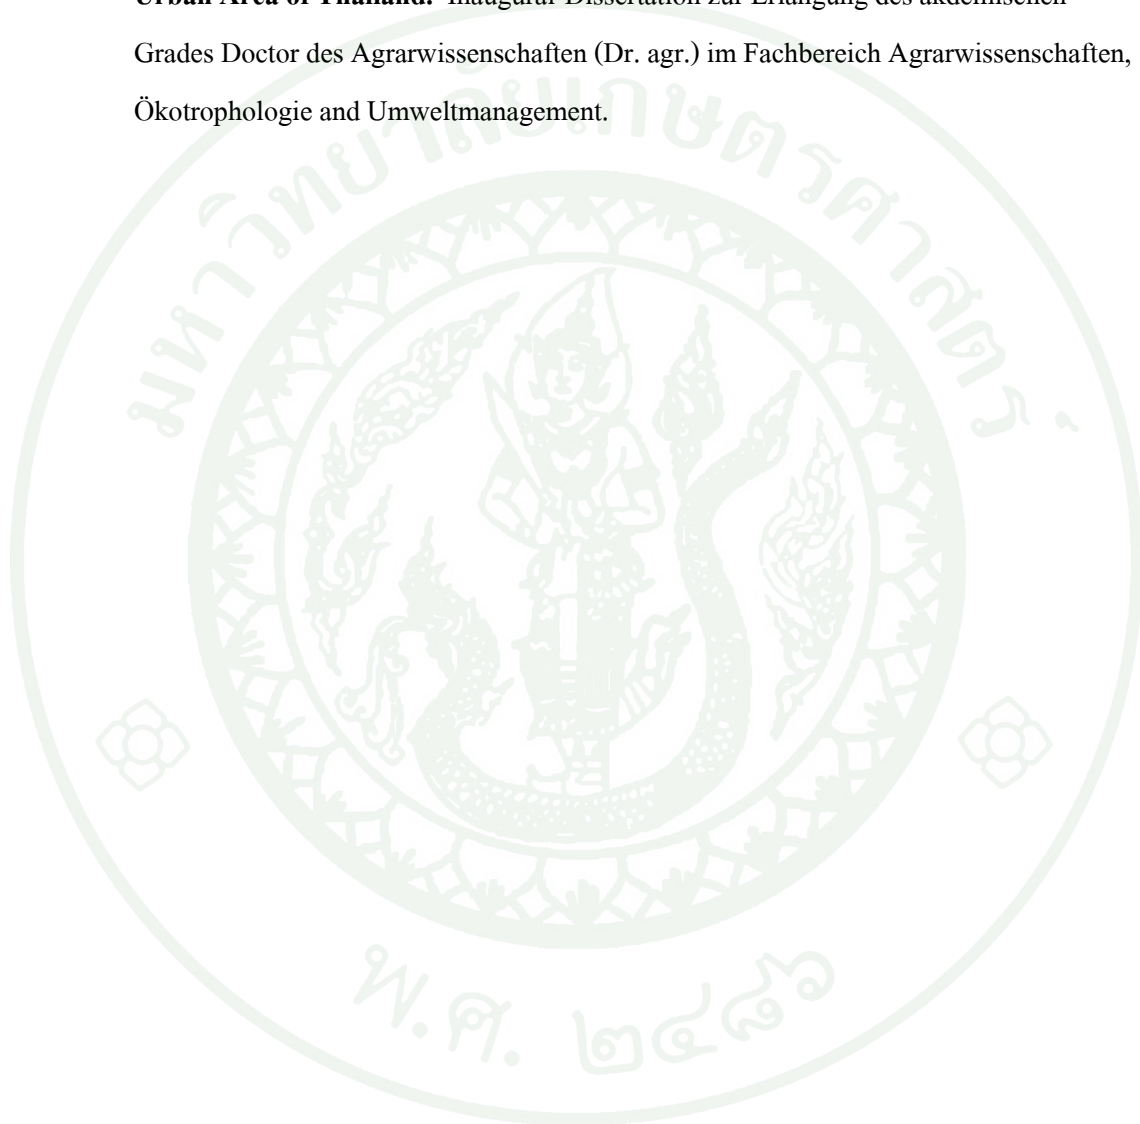 Urban Area of Thailand. Inaugural-Dissertation zur Erlangung des akdemischen
Grades Doctor des Agrarwissenschaften (Dr. agr.) im Fachbereich Agrarwissenschaften,
Ökotrophologie and Umweltmanagement.
มหาวิทยาลัยเกษตรศาสตร์
พ.ศ. ๒๔๘๖